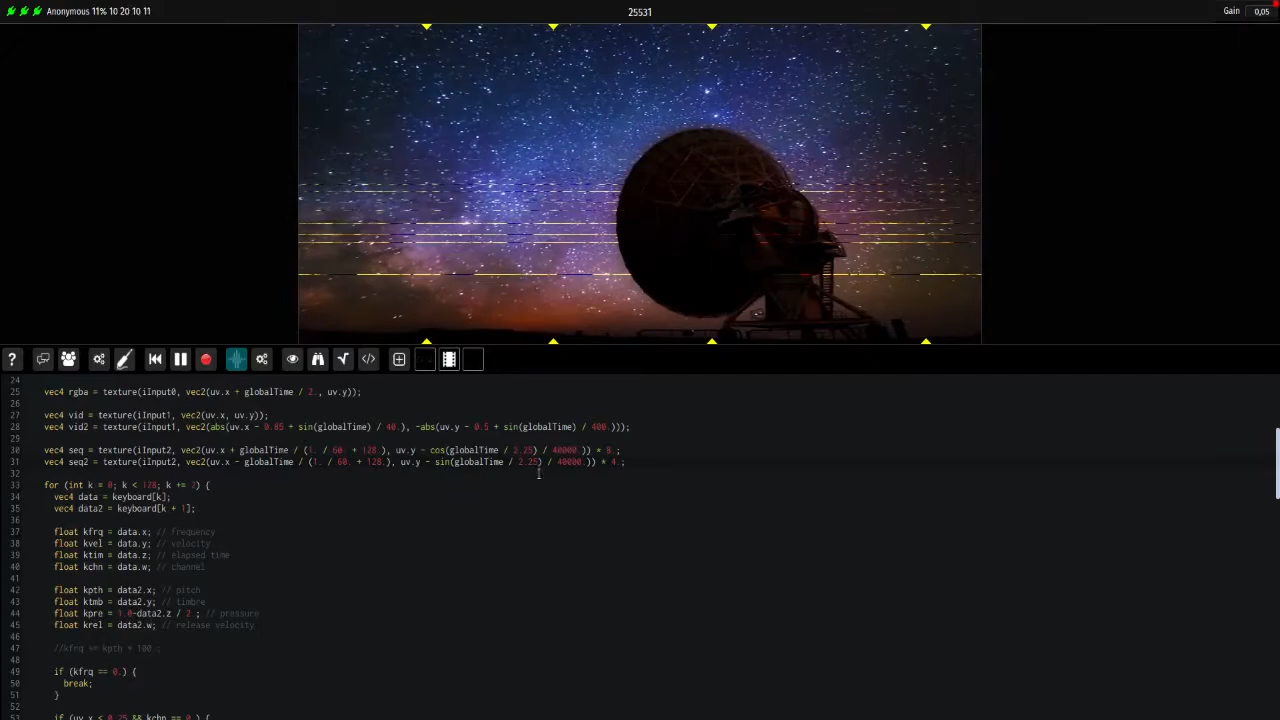 Anonymous 11% 10 20 10 11
25531
Gain 0,05
24
25 vec4 rgba = texture(iInput0, vec2(uv.x + globalTime / 2., uv.y));
26
27 vec4 vid = texture(iInput1, vec2(uv.x, uv.y));
28 vec4 vid2 = texture(iInput1, vec2(abs(uv.x - 0.85 + sin(globalTime) / 40.), -abs(uv.y - 0.5 + sin(globalTime) / 400.)));
29
30 vec4 seq = texture(iInput2, vec2(uv.x + globalTime / (1. / 60. + 128.), uv.y - cos(globalTime / 2.25) / 40000.)) * 8.;
31 vec4 seq2 = texture(iInput2, vec2(uv.x - globalTime / (1. / 60. + 128.), uv.y - sin(globalTime / 2.25) / 40000.)) * 4.;
32
33 for (int k = 0; k < 128; k += 2) {
34 vec4 data = keyboard[k];
35 vec4 data2 = keyboard[k + 1];
36
37 float kfrq = data.x; // frequency
38 float kvel = data.y; // velocity
39 float ktim = data.z; // elapsed time
40 float kchn = data.w; // channel
41
42 float kpth = data2.x; // pitch
43 float ktmb = data2.y; // timbre
44 float kpre = 1.0-data2.z / 2.; // pressure
45 float krel = data2.w; // release velocity
46
47 //kfrq += kpth * 100.;
48
49 if (kfrq == 0.) {
50 break;
51 }
52
53 if (uv.x < 0.25 && kchn == 0.) {